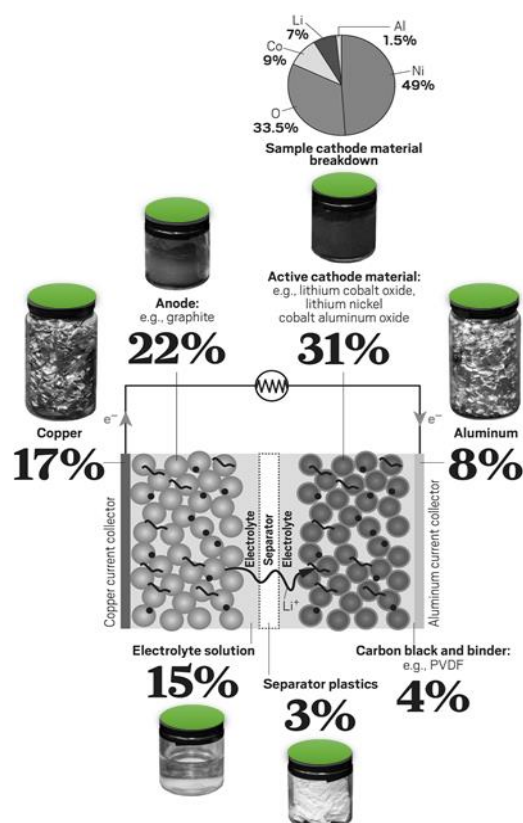 Li
7%
Al
1.5%
Co
9%
Ni
49%
O
33.5%
Sample cathode material
breakdown
Anode:
e.g., graphite
22%
Active cathode material:
e.g., lithium cobalt oxide,
lithium nickel
cobalt aluminum oxide
31%
Copper
17%
Aluminum
8%
e−
e−
Copper current collector
Electrolyte
Separator
Electrolyte
Aluminum current collector
Li+
Electrolyte solution
15%
Separator plastics
3%
Carbon black and binder:
e.g., PVDF
4%